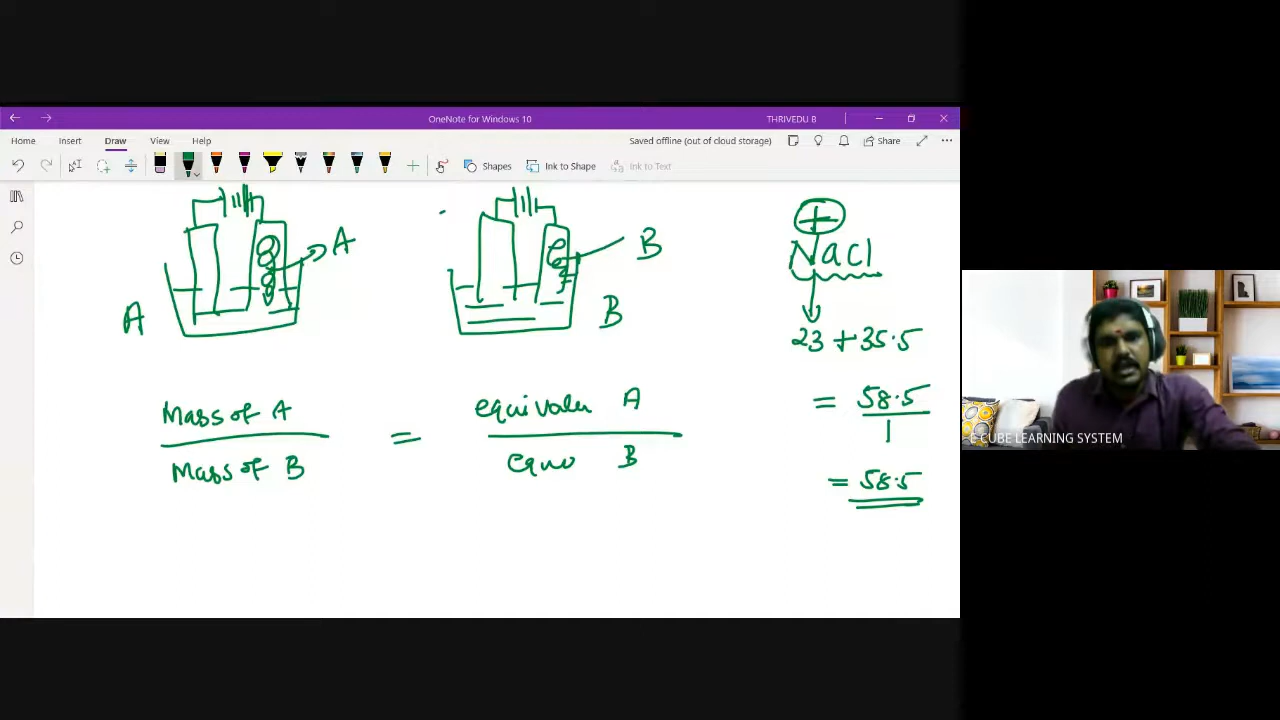 OneNote for Windows 10
THRIVEDU B
Home Insert Draw View Help
Saved offline (out of cloud storage)
Share
Shapes
Ink to Shape
Ink to Text
A
A
B
B
+
NaCl
23 + 35.5
= 58.5
1
= 58.5
Mass of A
Mass of B
=
equivalen A
equv B
E CUBE LEARNING SYSTEM